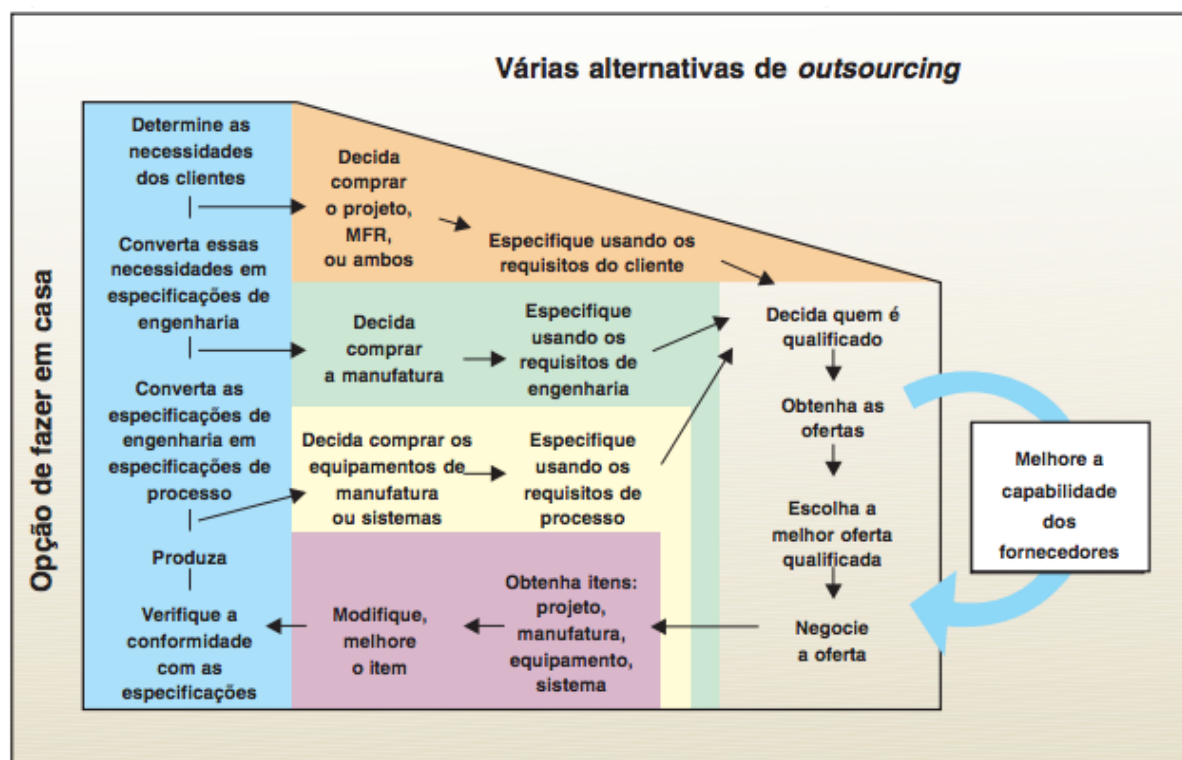 Várias alternativas de outsourcing
Opção de fazer em casa
Determine as
necessidades
dos clientes
Converta essas
necessidades em
especificações de
engenharia
Converta as
especificações de
engenharia em
especificações de
processo
Produza
Verifique a
conformidade
com as
especificações
Decida
comprar
o projeto,
MFR,
ou ambos
Especifique usando os
requisitos do cliente
Decida
comprar
a manufatura
Especifique
usando os
requisitos de
engenharia
Decida comprar os
equipamentos de
manufatura
ou sistemas
Especifique
usando os
requisitos de
processo
Decida quem é
qualificado
Obtenha as
ofertas
Escolha a
melhor oferta
qualificada
Negocie
a oferta
Obtenha itens:
projeto,
manufatura,
equipamento,
sistema
Modifique,
melhore
o item
Melhore a
capabilidade
dos
fornecedores